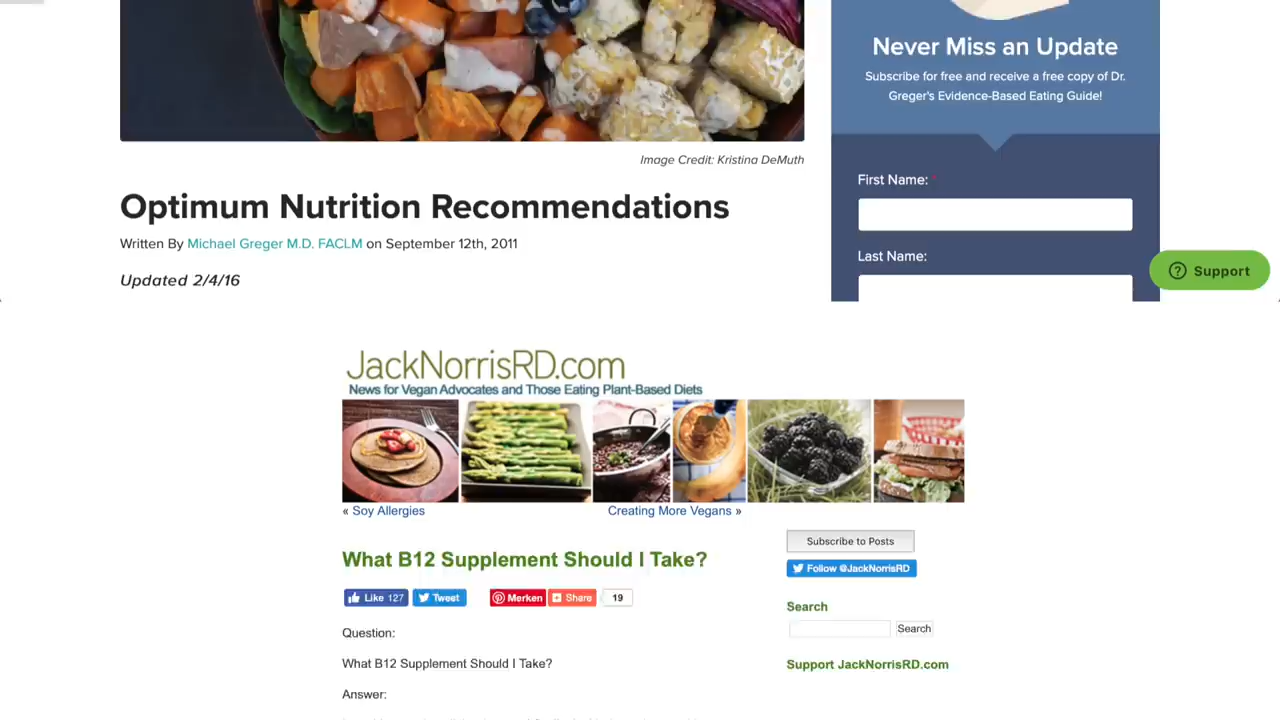 Never Miss an Update
Subscribe for free and receive a free copy of Dr.
Greger's Evidence-Based Eating Guide!
Image Credit: Kristina DeMuth
First Name: *
Optimum Nutrition Recommendations
Written By Michael Greger M.D. FACLM on September 12th, 2011
Last Name:
Support
Updated 2/4/16
JackNorrisRD.com
News for Vegan Advocates and Those Eating Plant-Based Diets
« Soy Allergies
Creating More Vegans »
Subscribe to Posts
What B12 Supplement Should I Take?
Follow @JackNorrisRD
Like 127
Tweet
Merken
Share
19
Search
Question:
Search
What B12 Supplement Should I Take?
Support JackNorrisRD.com
Answer: